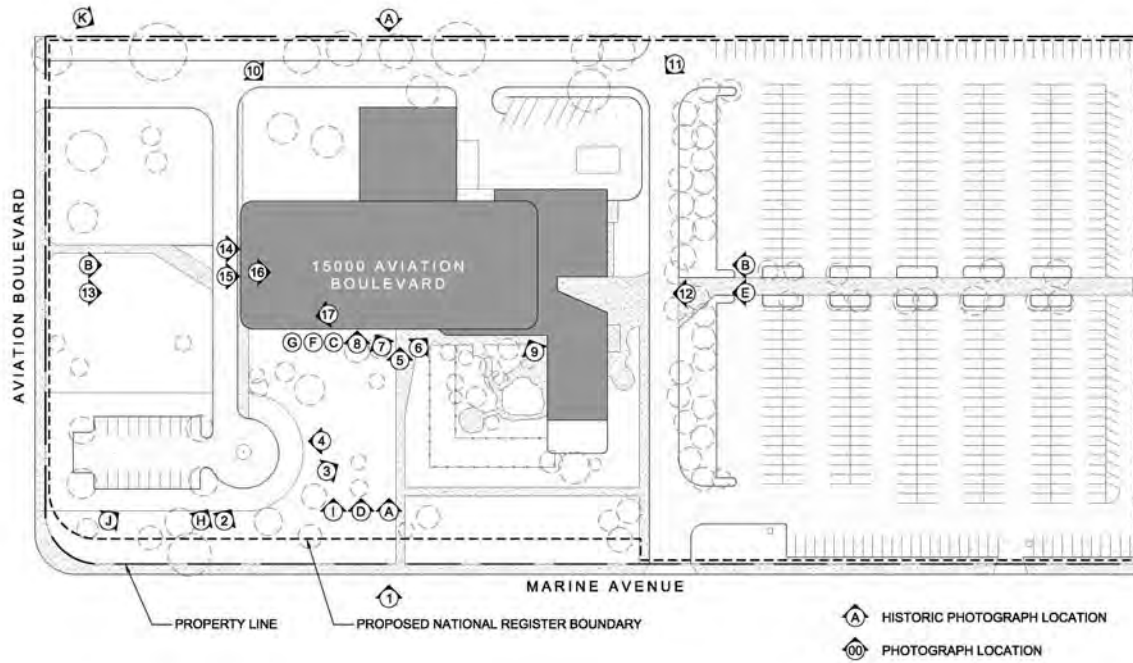 K
A
10
11
AVIATION BOULEVARD
14
B
B
16
15000 AVIATION
BOULEVARD
15
13
12
E
17
G
F
C
8
7
6
5
9
4
3
J
H
2
I
D
A
MARINE AVENUE
1
PROPERTY LINE
PROPOSED NATIONAL REGISTER BOUNDARY
A
HISTORIC PHOTOGRAPH LOCATION
00
PHOTOGRAPH LOCATION